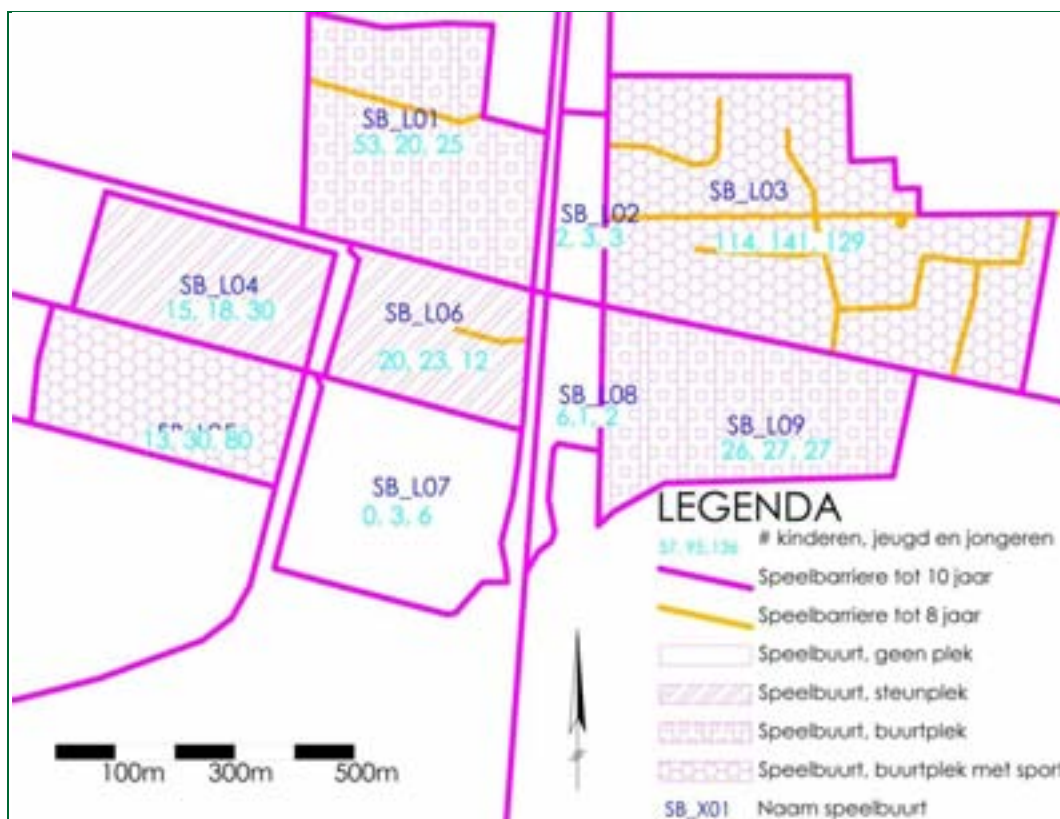 SB_L01
53, 20, 25
SB_L03
SB_L02
2, 3, 3
114, 141, 129
SB_L04
15, 18, 30
SB_L06
20, 23, 12
SB_L08
6,1, 2
13, 30, 80
SB_L09
26, 27, 27
SB_L07
0, 3, 6
LEGENDA
57, 95,136 # kinderen, jeugd en jongeren
Speelbarriere tot 10 jaar
Speelbarriere tot 8 jaar
Speelbuurt, geen plek
Speelbuurt, steunplek
Speelbuurt, buurtplek
Speelbuurt, buurtplek met sport
SB_X01 Naam speelbuurt
100m 300m 500m